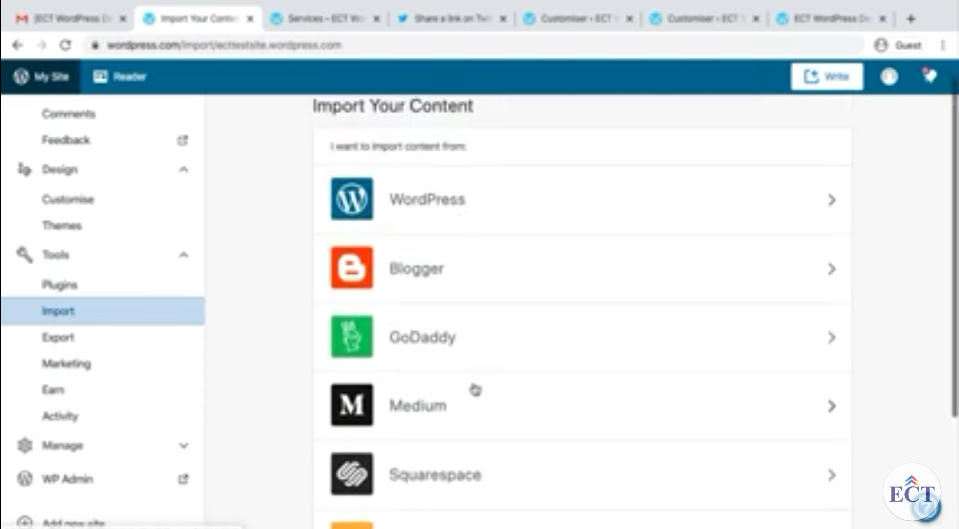 [ECT WordPress D
Import Your Conte
Services – ECT Wo
Share a link on Twi
Customiser ‹ ECT
Customiser ‹ ECT
ECT WordPress De
wordpress.com/import/ecttestsite.wordpress.com
Guest
My Site
Reader
Write
Comments
Feedback
Design
Customise
Themes
Tools
Plugins
Import
Export
Marketing
Earn
Activity
Manage
WP Admin
Add new site
Import Your Content
I want to import content from:
WordPress
Blogger
GoDaddy
Medium
Squarespace
ECT